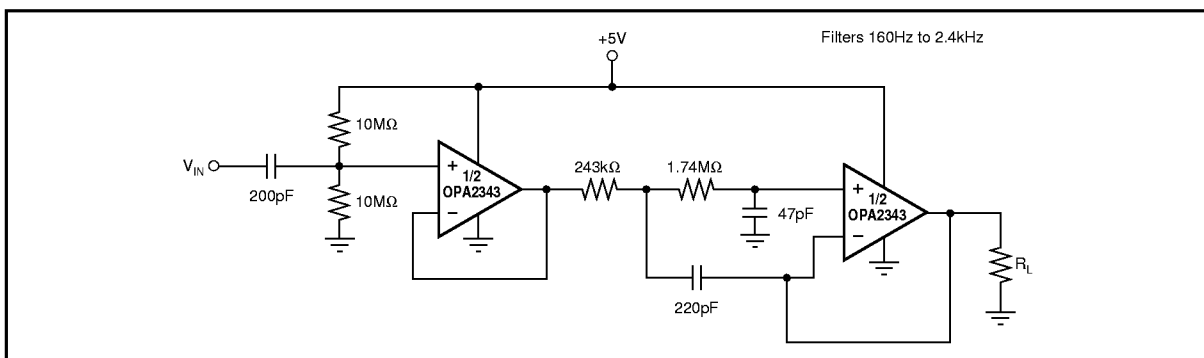 +5V
Filters 160Hz to 2.4kHz
10MΩ
V_IN
200pF
10MΩ
+
1/2
OPA2343
−
243kΩ
1.74MΩ
47pF
220pF
+
1/2
OPA2343
−
R_L